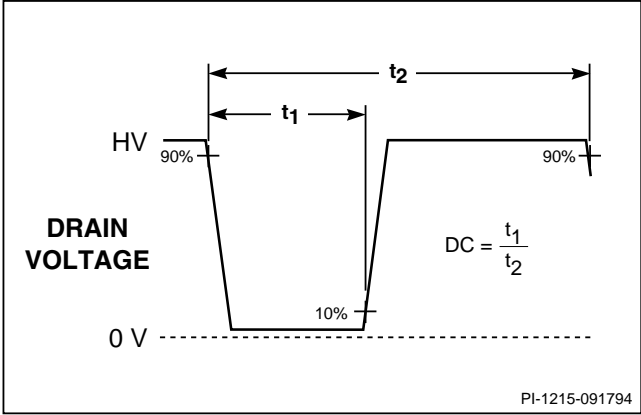 t2
t1
HV
90%
90%
DRAIN
VOLTAGE
DC = t1
t2
10%
0 V
PI-1215-091794